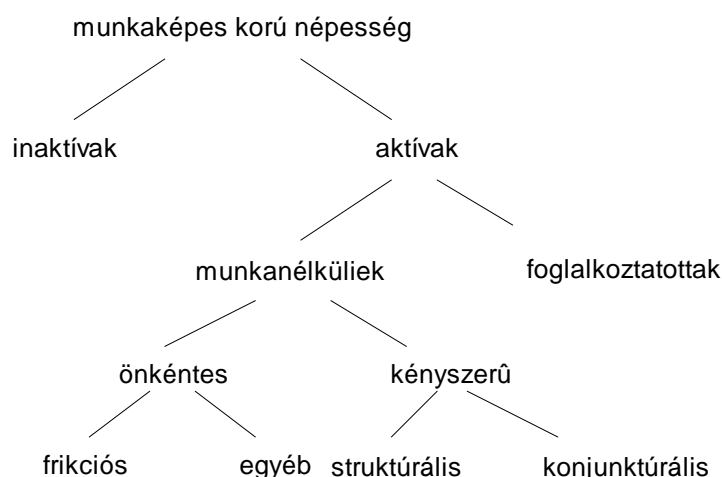 munkaképes korú népesség
inaktívak aktívak
munkanélküliek foglalkoztatottak
önkéntes kényszerû
frikciós egyéb struktúrális konjunktúrális